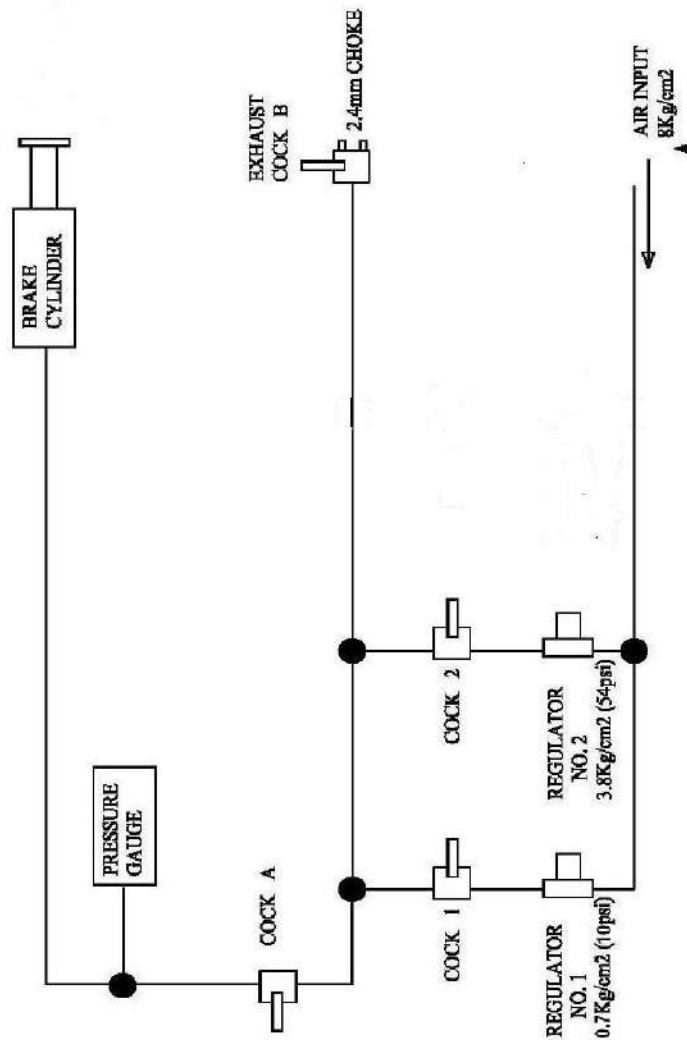 BRAKE
CYLINDER
EXHAUST
COCK B
2.4mm CHOKE
AIR INPUT
8Kg/cm2
PRESSURE
GAUGE
COCK A
COCK 2
COCK 1
REGULATOR
NO. 2
3.8Kg/cm2 (54psi)
REGULATOR
NO. 1
0.7Kg/cm2 (10psi)